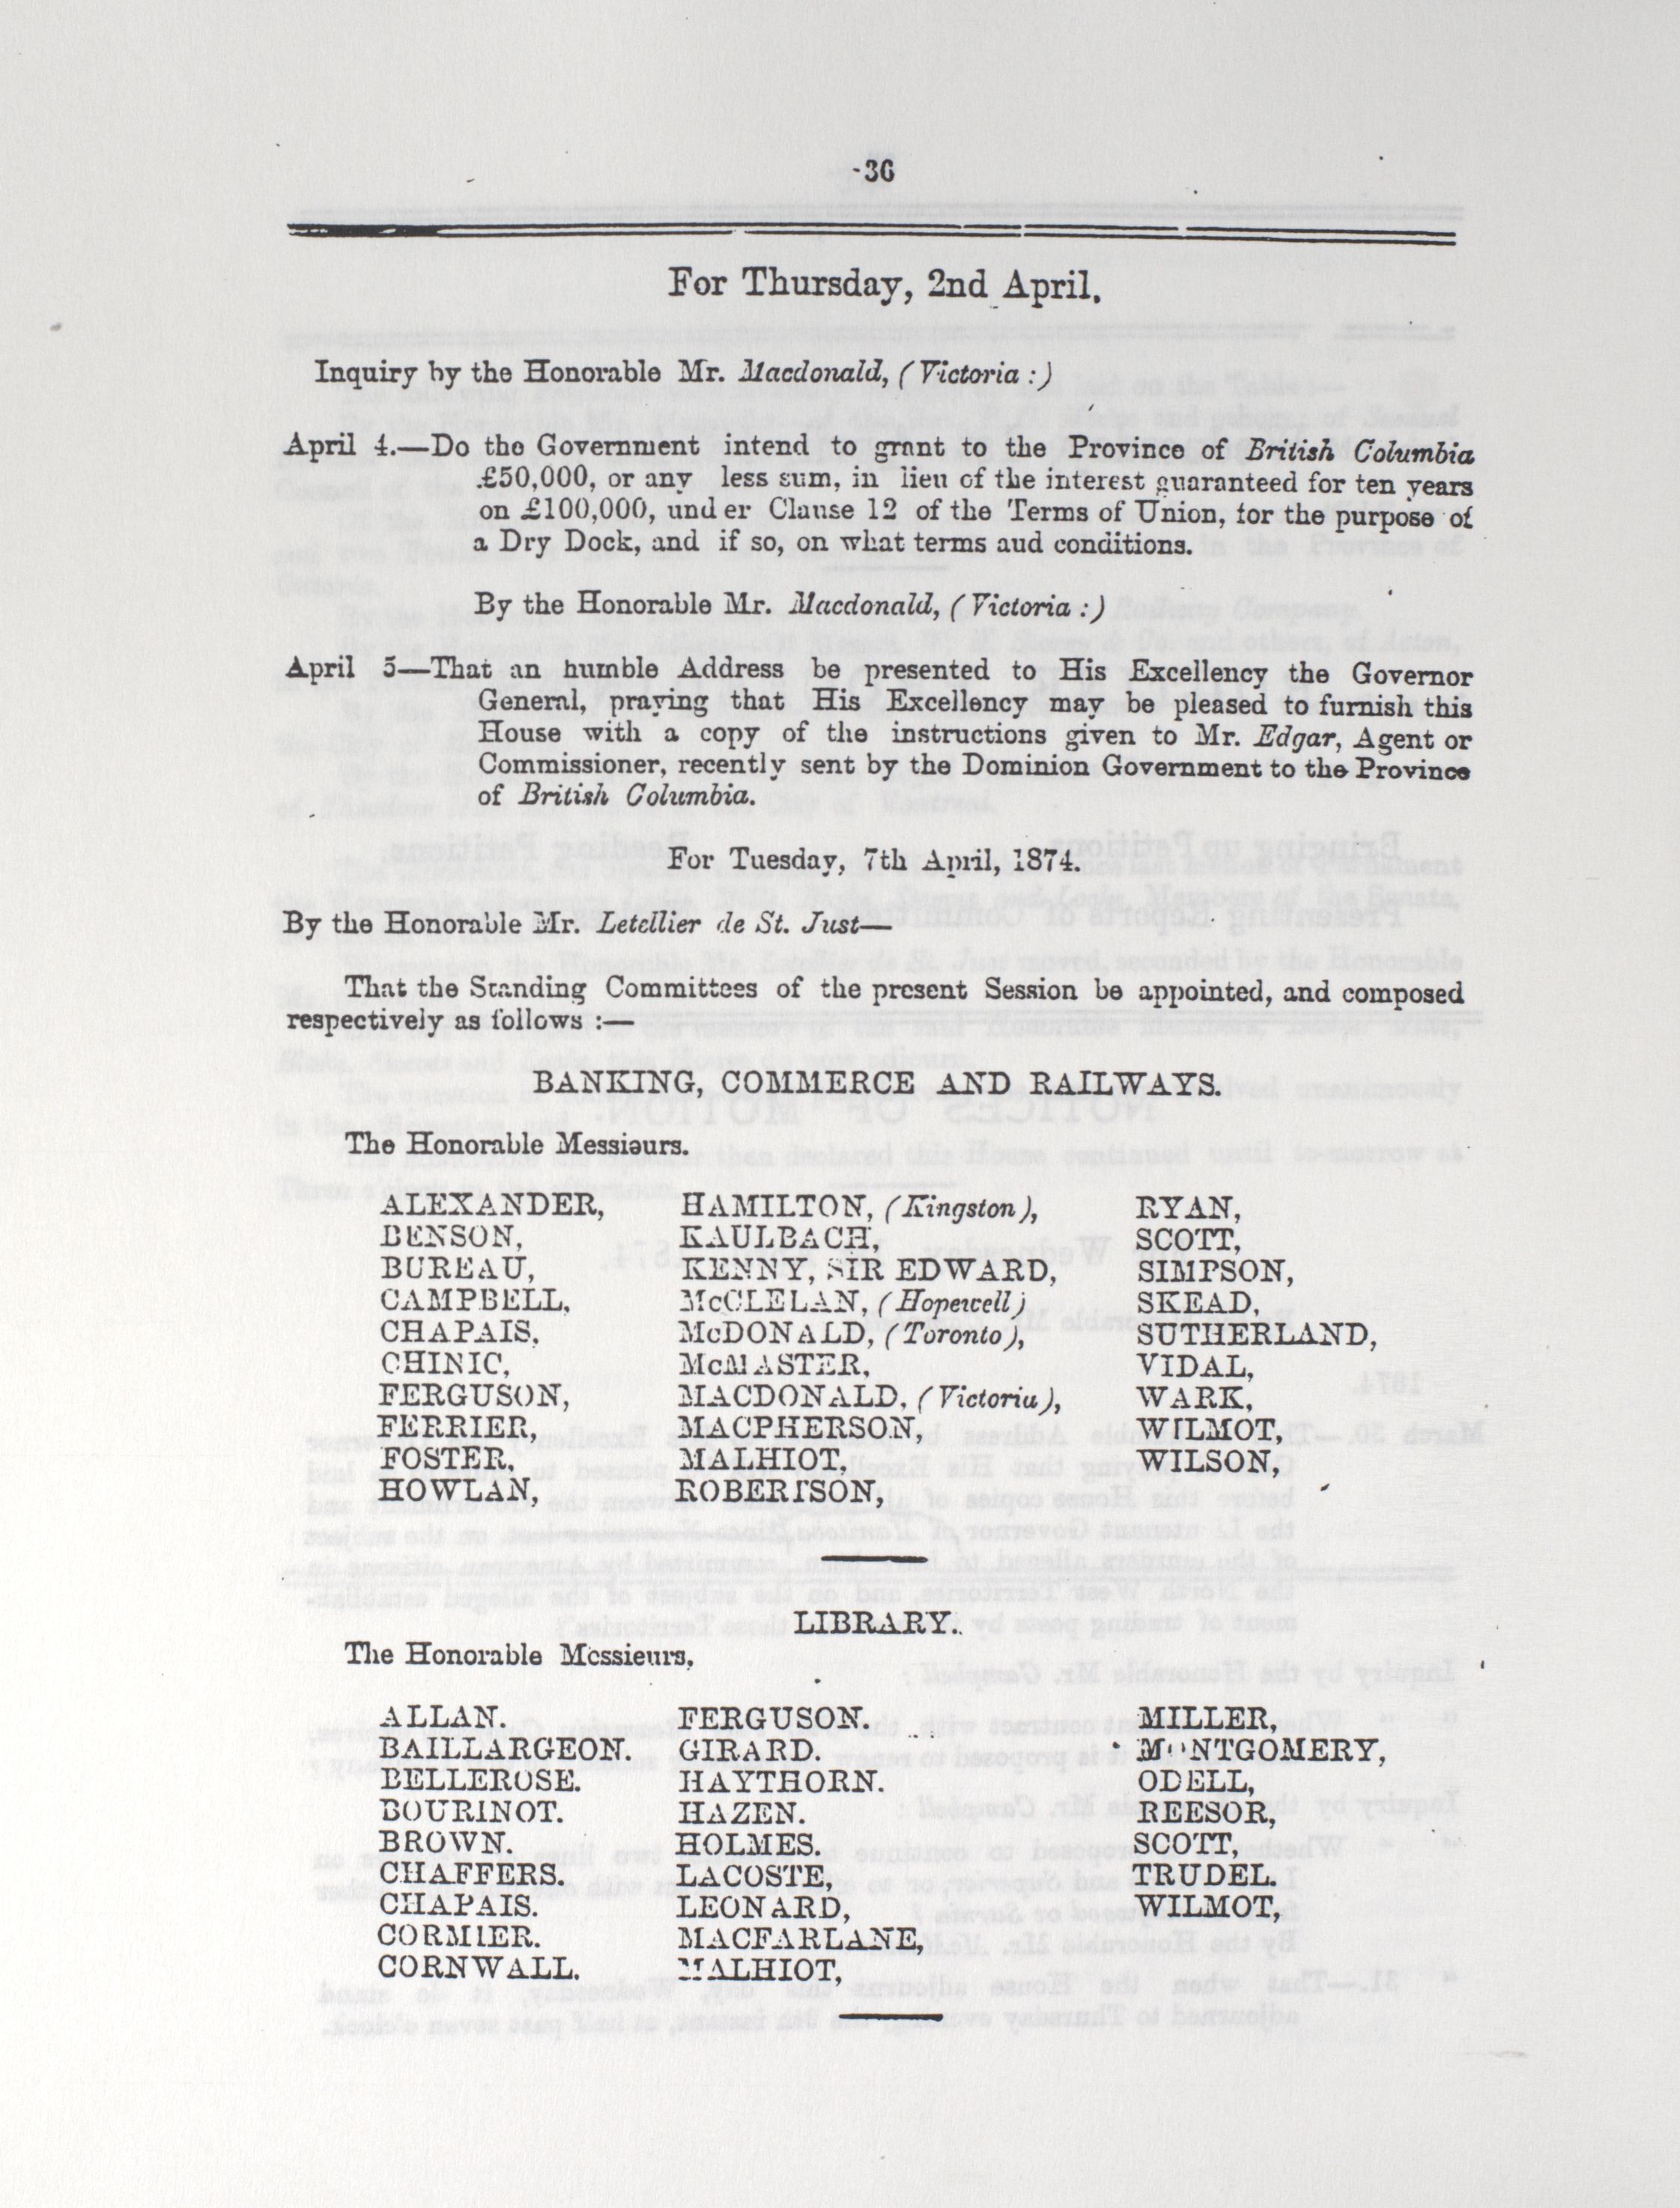 -36
For Thursday, 2nd April.
Inquiry by the Honorable Mr. Macdonald, (Victoria :)
April 4.—Do the Government intend to grant to the Province of British Columbia
£50,000, or any less sum, in lieu of the interest guaranteed for ten years
on £100,000, under Clause 12 of the Terms of Union, for the purpose of
a Dry Dock, and if so, on what terms aud conditions.
By the Honorable Mr. Macdonald, (Victoria :)
April 5—That an humble Address be presented to His Excellency the Governor
General, praying that His Excellency may be pleased to furnish this
House with a copy of the instructions given to Mr. Edgar, Agent or
Commissioner, recently sent by the Dominion Government to the Province
of British Columbia.
For Tuesday, 7th April, 1874.
By the Honorable Mr. Letellier de St. Just—
That the Standing Committees of the present Session be appointed, and composed
respectively as follows :—
BANKING, COMMERCE AND RAILWAYS.
The Honorable Messieurs.
ALEXANDER, HAMILTON, (Kingston), RYAN,
BENSON, KAULBACH, SCOTT,
BUREAU, KENNY, SIR EDWARD, SIMPSON,
CAMPBELL, McCLELAN, (Hopewell) SKEAD,
CHAPAIS, McDONALD, (Toronto), SUTHERLAND,
CHINIC, McMASTER, VIDAL,
FERGUSON, MACDONALD, (Victoria), WARK,
FERRIER, MACPHERSON, WILMOT,
FOSTER, MALHIOT, WILSON,
HOWLAN, ROBERTSON,
LIBRARY.
The Honorable Messieurs.
ALLAN. FERGUSON. MILLER,
BAILLARGEON. GIRARD. MONTGOMERY,
BELLEROSE. HAYTHORN. ODELL,
BOURINOT. HAZEN. REESOR,
BROWN. HOLMES. SCOTT,
CHAFFERS. LACOSTE, TRUDEL.
CHAPAIS. LEONARD, WILMOT,
CORMIER. MACFARLANE,
CORNWALL. MALHIOT,